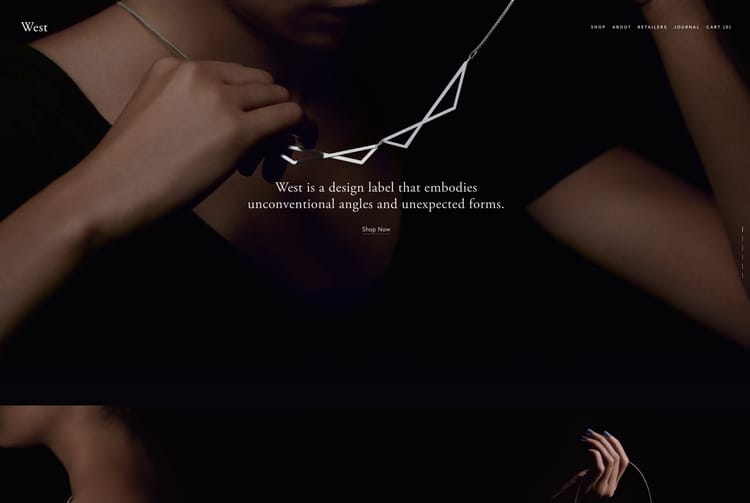 West
SHOP ABOUT RETAILERS JOURNAL CART (0)
West is a design label that embodies
unconventional angles and unexpected forms.
Shop Now